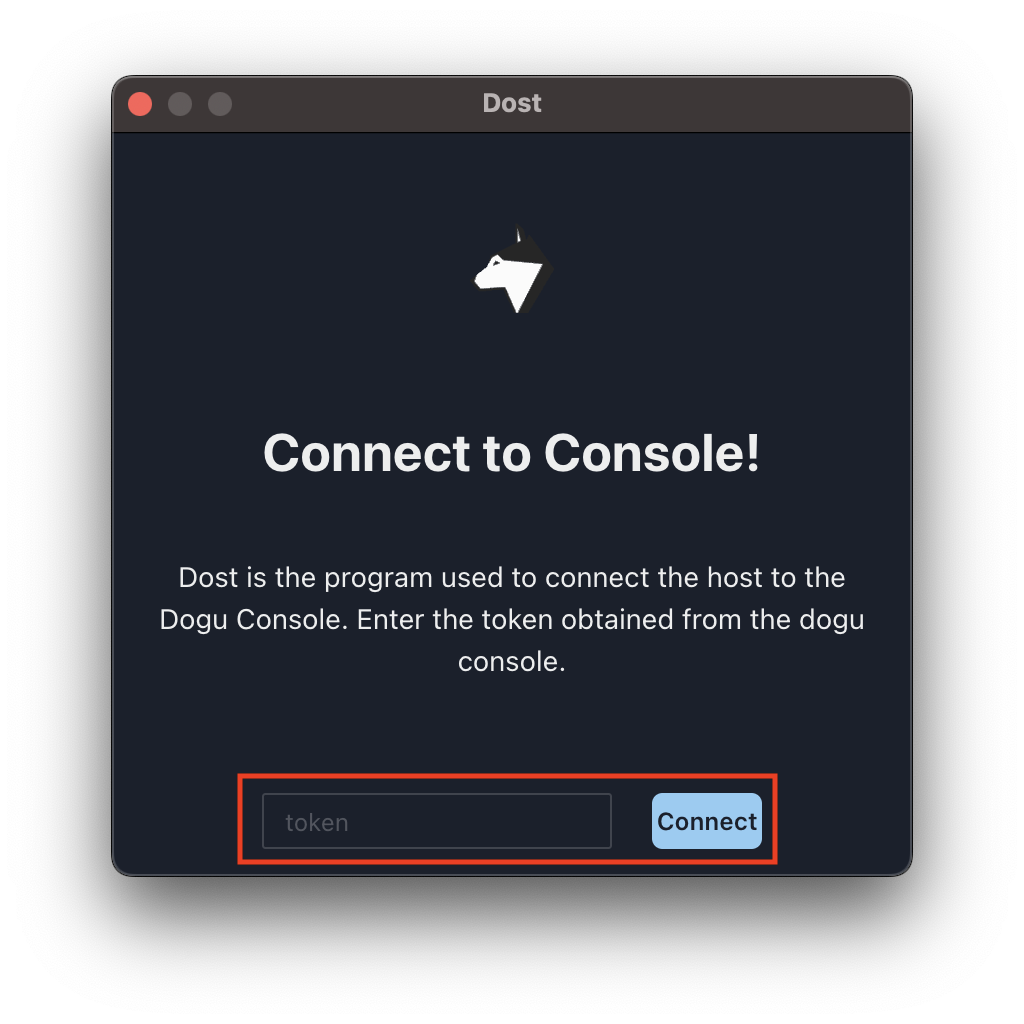 Dost
Connect to Console!
Dost is the program used to connect the host to the
Dogu Console. Enter the token obtained from the dogu
console.
token
Connect